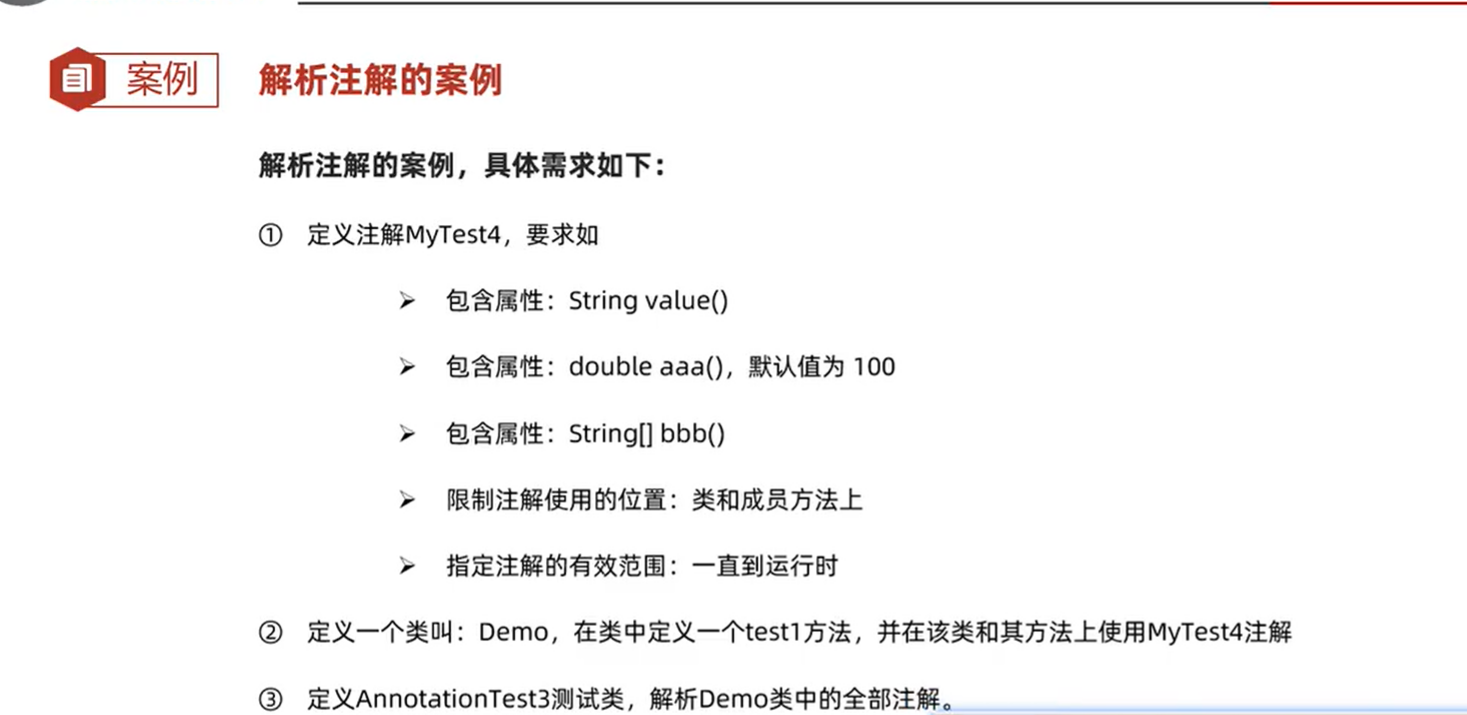 案例 解析注解的案例
解析注解的案例，具体需求如下：
① 定义注解MyTest4，要求如
➢ 包含属性：String value()
➢ 包含属性：double aaa()，默认值为 100
➢ 包含属性：String[] bbb()
➢ 限制注解使用的位置：类和成员方法上
➢ 指定注解的有效范围：一直到运行时
② 定义一个类叫：Demo，在类中定义一个test1方法，并在该类和其方法上使用MyTest4注解
③ 定义AnnotationTest3测试类，解析Demo类中的全部注解。